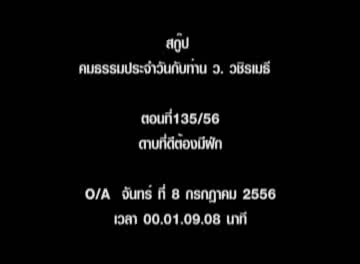 สกู๊ป
คมธรรมประจำวันกับท่าน ว. วชิรเมธี
ตอนที่135/56
ดาบที่ดีต้องมีฝัก
O/A จันทร์ ที่ 8 กรกฎาคม 2556
เวลา 00.01.09.08 นาที